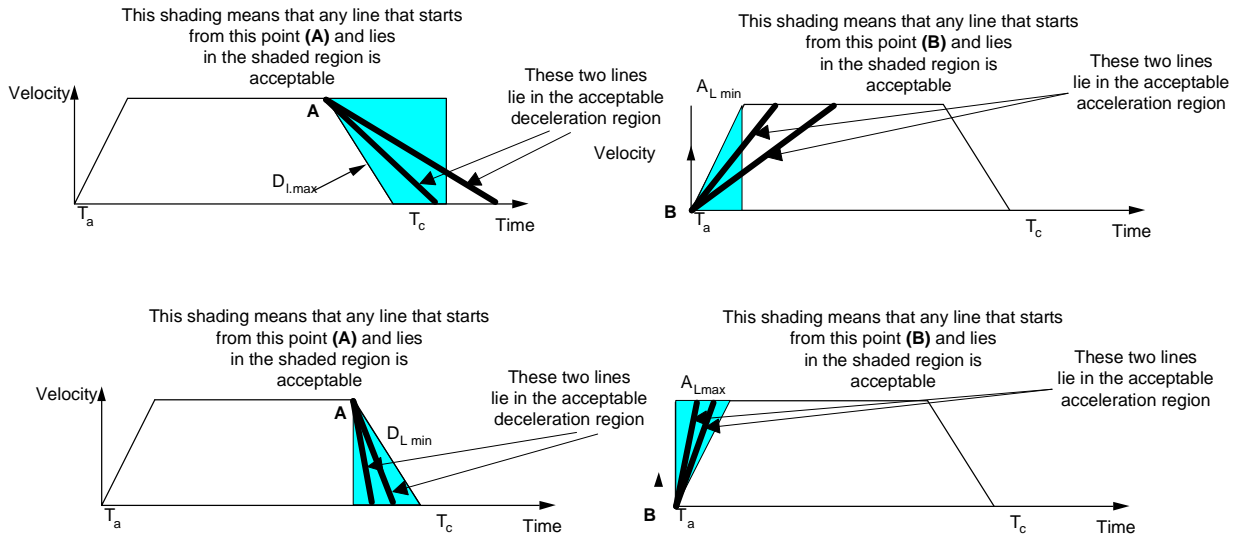 This shading means that any line that starts
from this point (A) and lies
in the shaded region is
acceptable
These two lines
lie in the acceptable
deceleration region
Velocity
A
D_l.max
T_a
T_c
Time
This shading means that any line that starts
from this point (B) and lies
in the shaded region is
acceptable
These two lines
lie in the acceptable
acceleration region
A_L min
Velocity
B
T_a
T_c
Time
This shading means that any line that starts
from this point (A) and lies
in the shaded region is
acceptable
These two lines
lie in the acceptable
deceleration region
Velocity
A
D_L min
T_a
T_c
Time
This shading means that any line that starts
from this point (B) and lies
in the shaded region is
acceptable
These two lines
lie in the acceptable
acceleration region
A_Lmax
B
T_a
T_c
Time